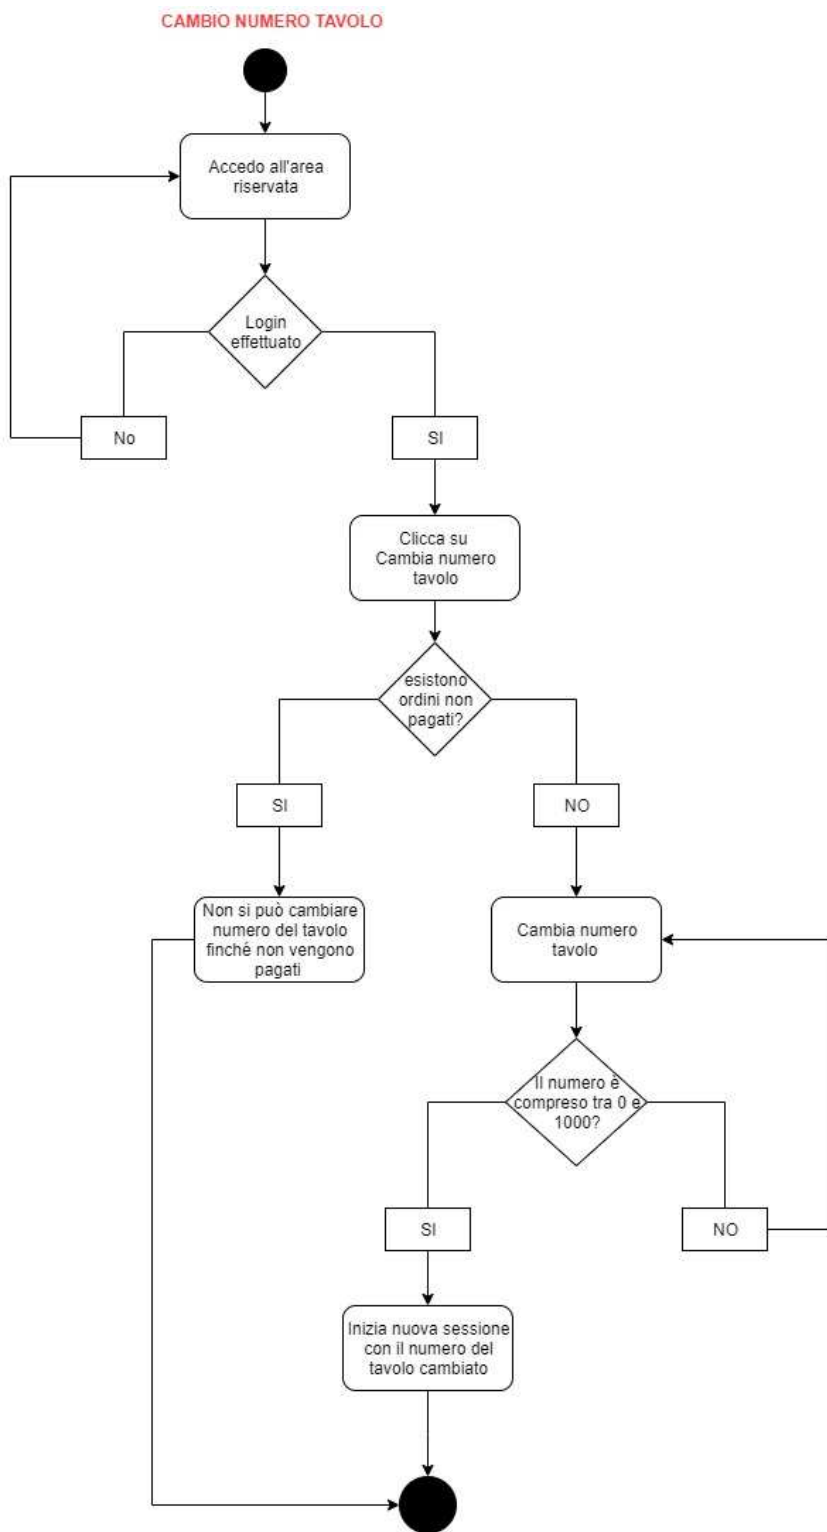 CAMBIO NUMERO TAVOLO
Accedo all'area
riservata
Login
effettuato
No
SI
Clicca su
Cambia numero
tavolo
esistono
ordini non
pagati?
SI
NO
Non si può cambiare
numero del tavolo
finché non vengono
pagati
Cambia numero
tavolo
Il numero è
compreso tra 0 e
1000?
SI
NO
Inizia nuova sessione
con il numero del
tavolo cambiato